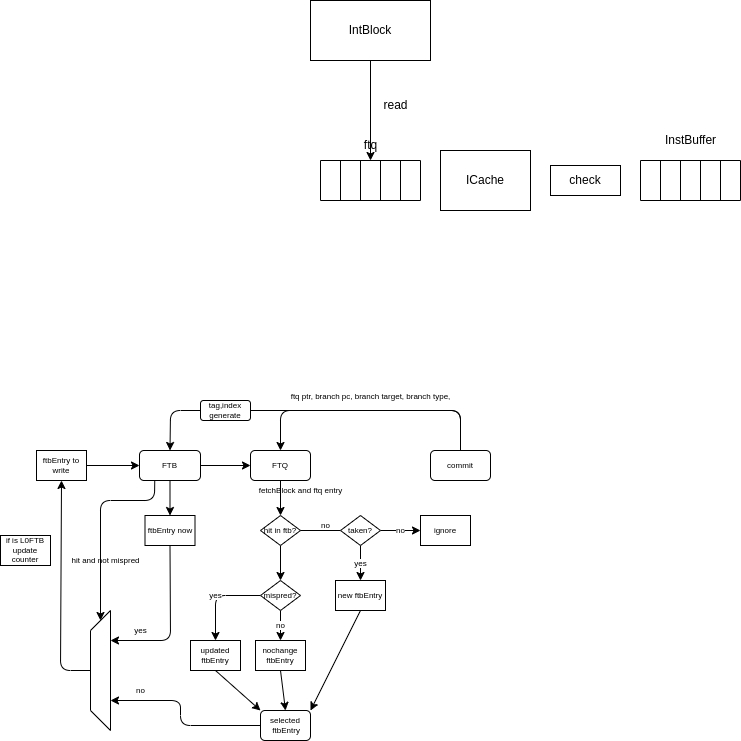 IntBlock
read
ftq
ICache
check
InstBuffer
ftq ptr, branch pc, branch target, branch type,
tag,index
generate
ftbEntry to
write
FTB
FTQ
commit
fetchBlock and ftq entry
ftbEntry now
hit in ftb?
no
taken?
no
ignore
if is L0FTB
update
counter
hit and not mispred
yes
mispred?
yes
new ftbEntry
no
yes
updated
ftbEntry
nochange
ftbEntry
no
selected
ftbEntry